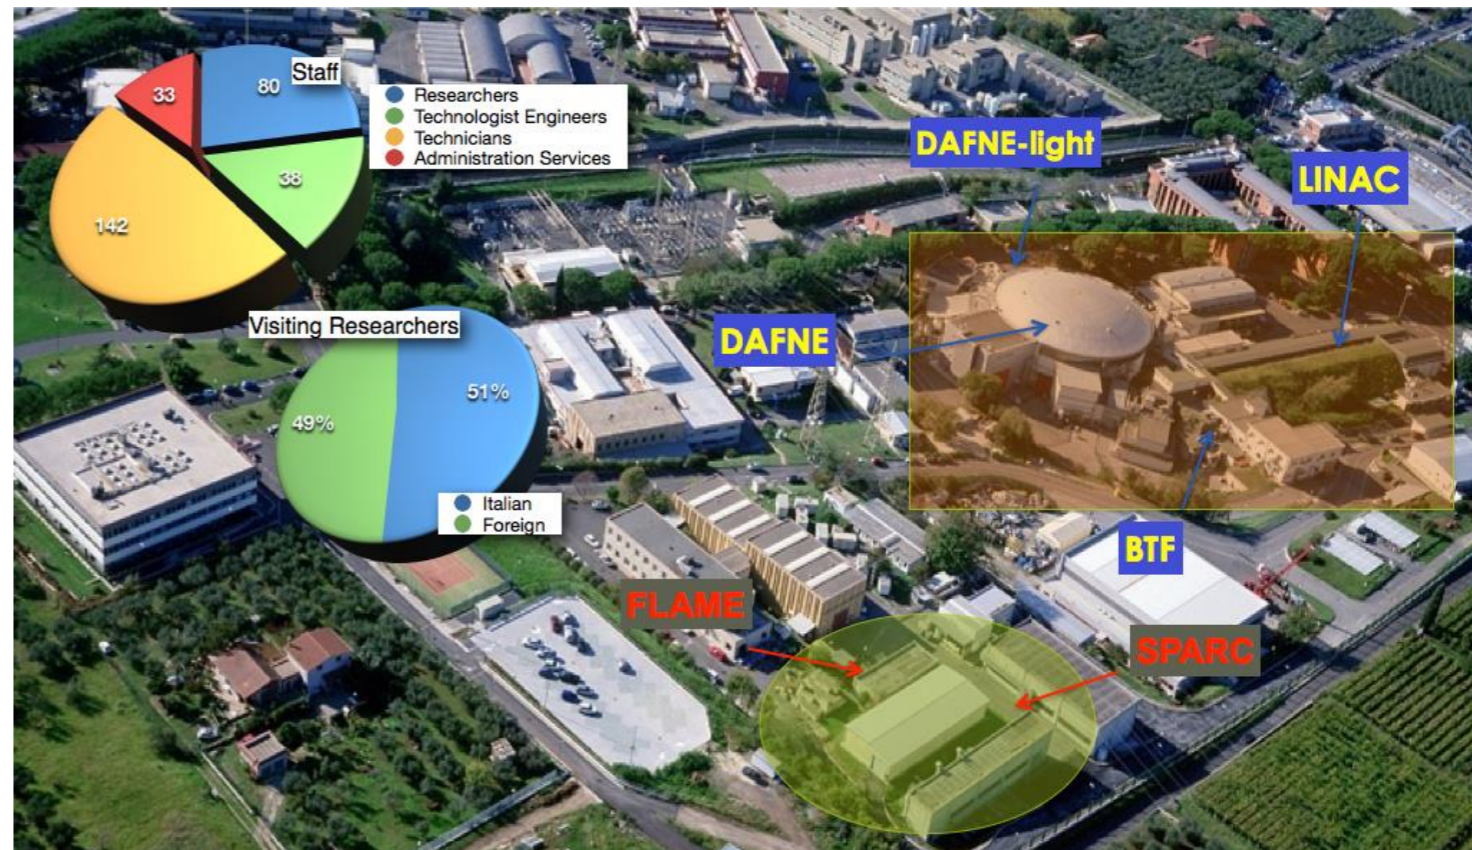 Staff
80
33
38
142
Researchers
Technologist Engineers
Technicians
Administration Services
DAFNE-light
LINAC
Visiting Researchers
DAFNE
51%
49%
Italian
Foreign
BTF
FLAME
SPARC